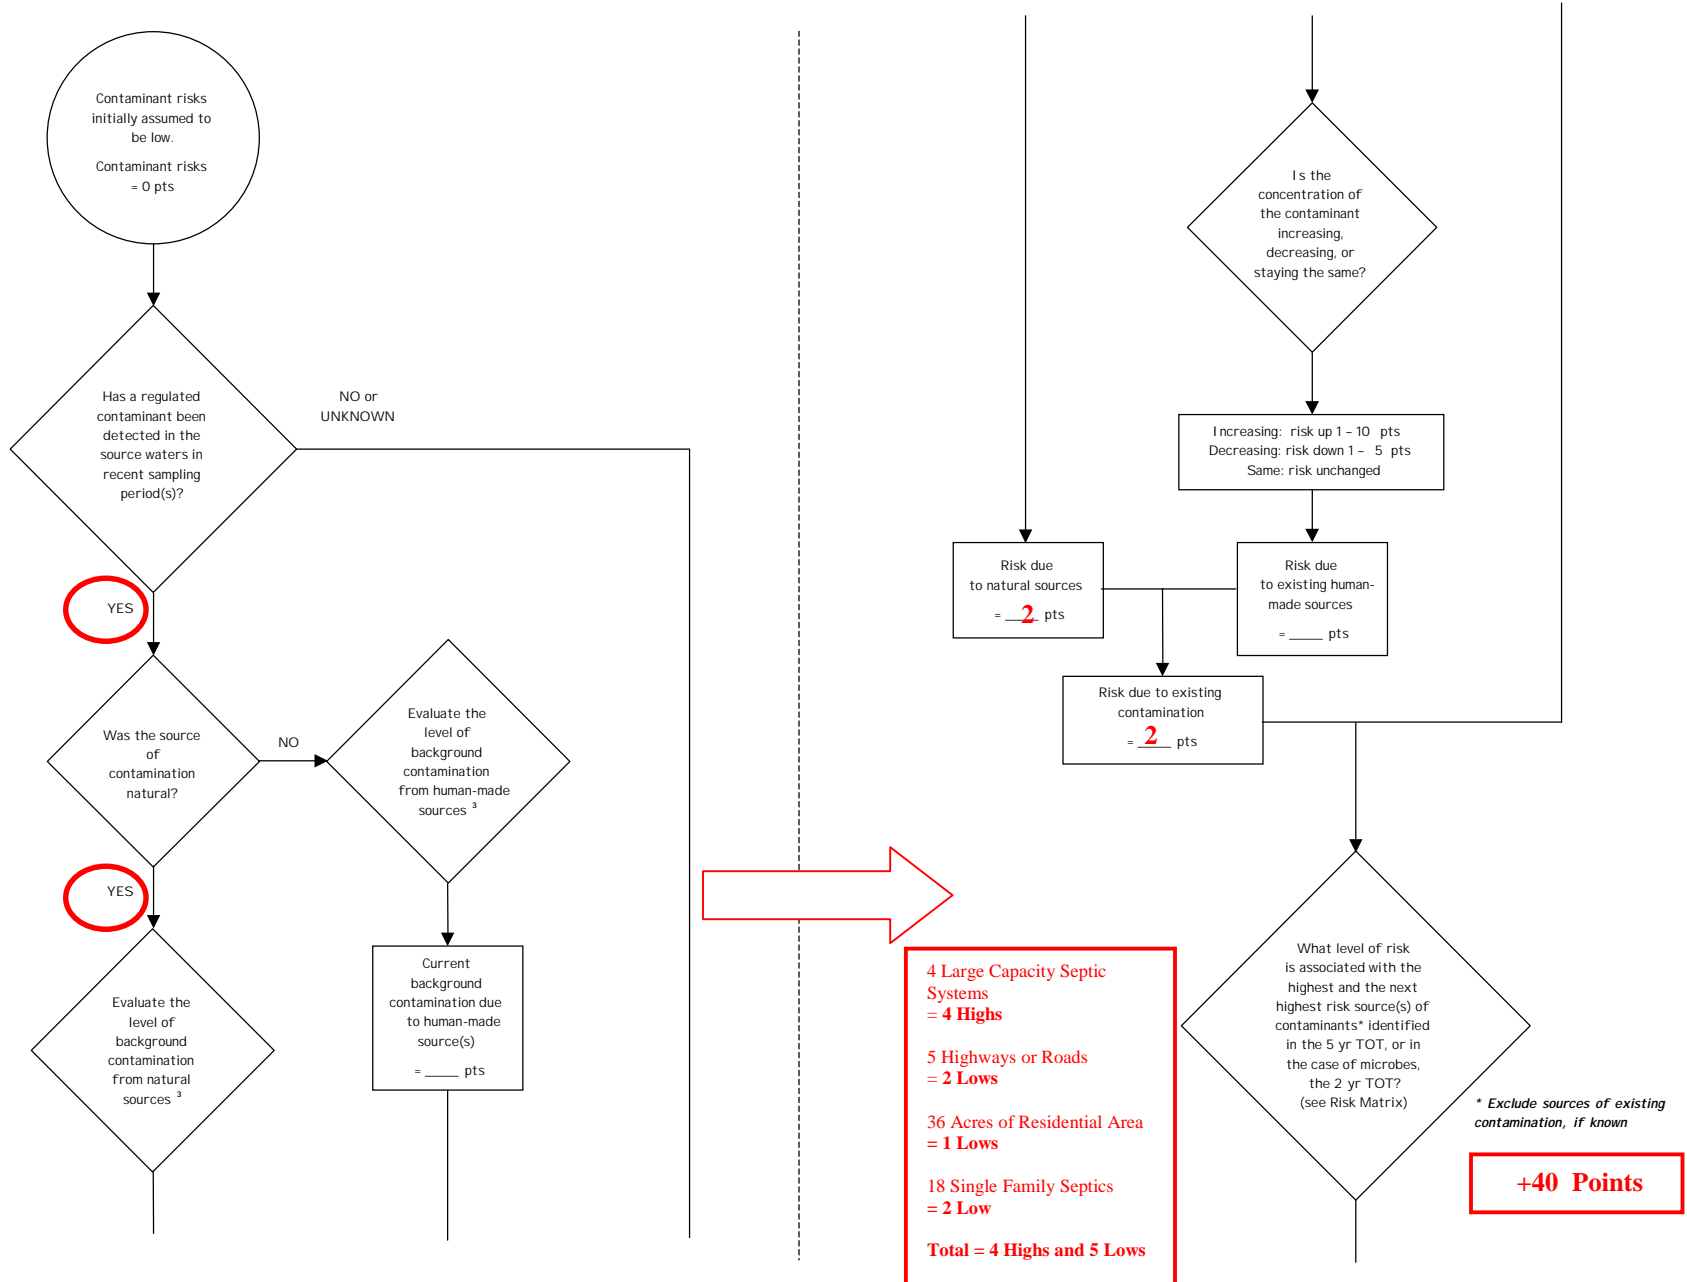 Contaminant risks
initially assumed to
be low.
Contaminant risks
= 0 pts
Has a regulated
contaminant been
detected in the
source waters in
recent sampling
period(s)?
NO or
UNKNOWN
YES
Was the source
of
contamination
natural?
NO
Evaluate the
level of
background
contamination
from human-made
sources ³
YES
Evaluate the
level of
background
contamination
from natural
sources ³
Current
background
contamination due
to human-made
source(s)
= _____ pts
Is the
concentration of
the contaminant
increasing,
decreasing, or
staying the same?
Increasing: risk up 1 – 10 pts
Decreasing: risk down 1 – 5 pts
Same: risk unchanged
Risk due
to natural sources
= __2__ pts
Risk due
to existing human-
made sources
= _____ pts
Risk due to existing
contamination
= __2__ pts
4 Large Capacity Septic
Systems
= 4 Highs
5 Highways or Roads
= 2 Lows
36 Acres of Residential Area
= 1 Lows
18 Single Family Septics
= 2 Low
Total = 4 Highs and 5 Lows
What level of risk
is associated with the
highest and the next
highest risk source(s) of
contaminants* identified
in the 5 yr TOT, or in
the case of microbes,
the 2 yr TOT?
(see Risk Matrix)
* Exclude sources of existing
contamination, if known
+40 Points